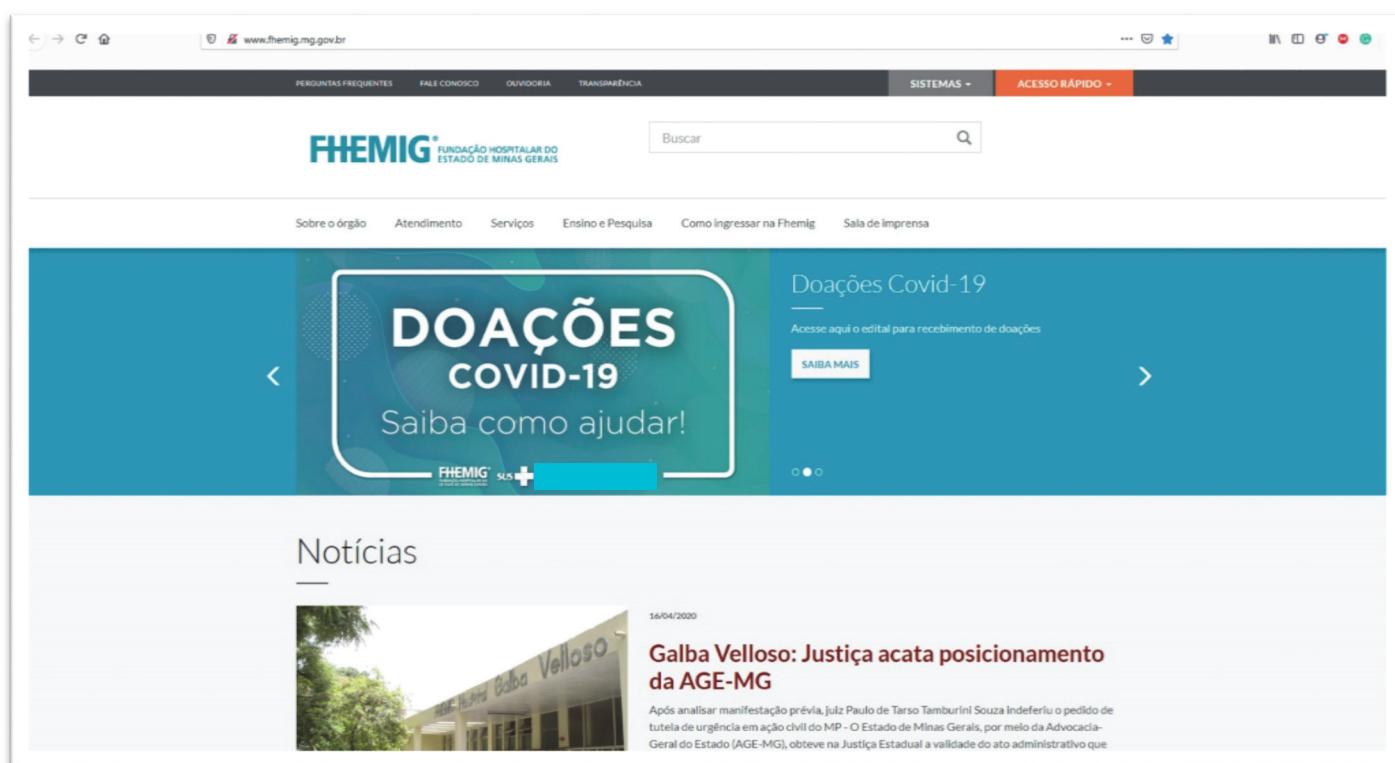 www.fhemig.mg.gov.br
PERGUNTAS FREQUENTES FALE CONOSCO OUVIDORIA TRANSPARÊNCIA SISTEMAS ACESSO RÁPIDO
FHEMIG® FUNDAÇÃO HOSPITALAR DO
ESTADO DE MINAS GERAIS
Buscar
Sobre o órgão Atendimento Serviços Ensino e Pesquisa Como ingressar na Fhemig Sala de imprensa
DOAÇÕES
COVID-19
Saiba como ajudar!
FHEMIG SUS
Doações Covid-19
Acesse aqui o edital para recebimento de doações
SAIBA MAIS
Notícias
Hospital Galba Velloso
16/04/2020
Galba Velloso: Justiça acata posicionamento
da AGE-MG
Após analisar manifestação prévia, juiz Paulo de Tarso Tamburini Souza indeferiu o pedido de
tutela de urgência em ação civil do MP - O Estado de Minas Gerais, por meio da Advocacia-
Geral do Estado (AGE-MG), obteve na Justiça Estadual a validade do ato administrativo que